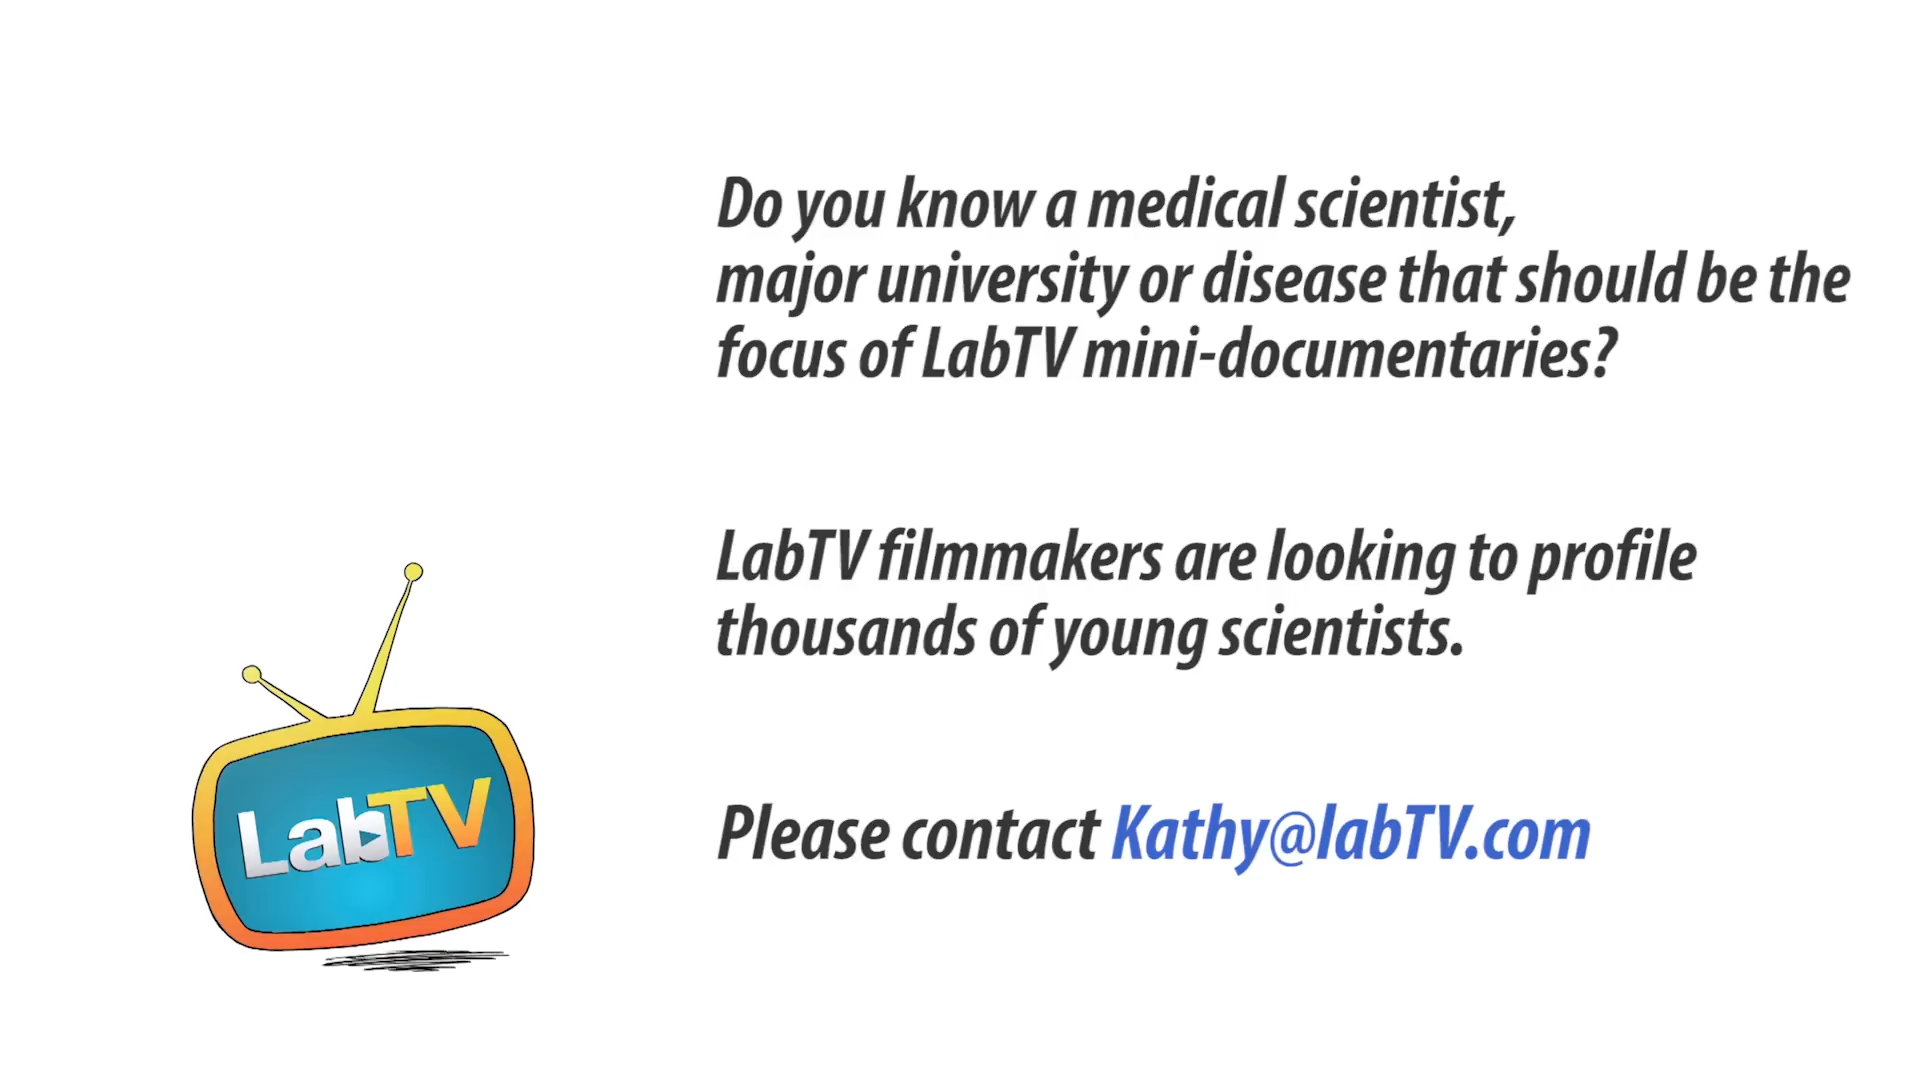 Do you know a medical scientist,
major university or disease that should be the
focus of LabTV mini-documentaries?
LabTV filmmakers are looking to profile
thousands of young scientists.
LabTV
Please contact Kathy@labTV.com